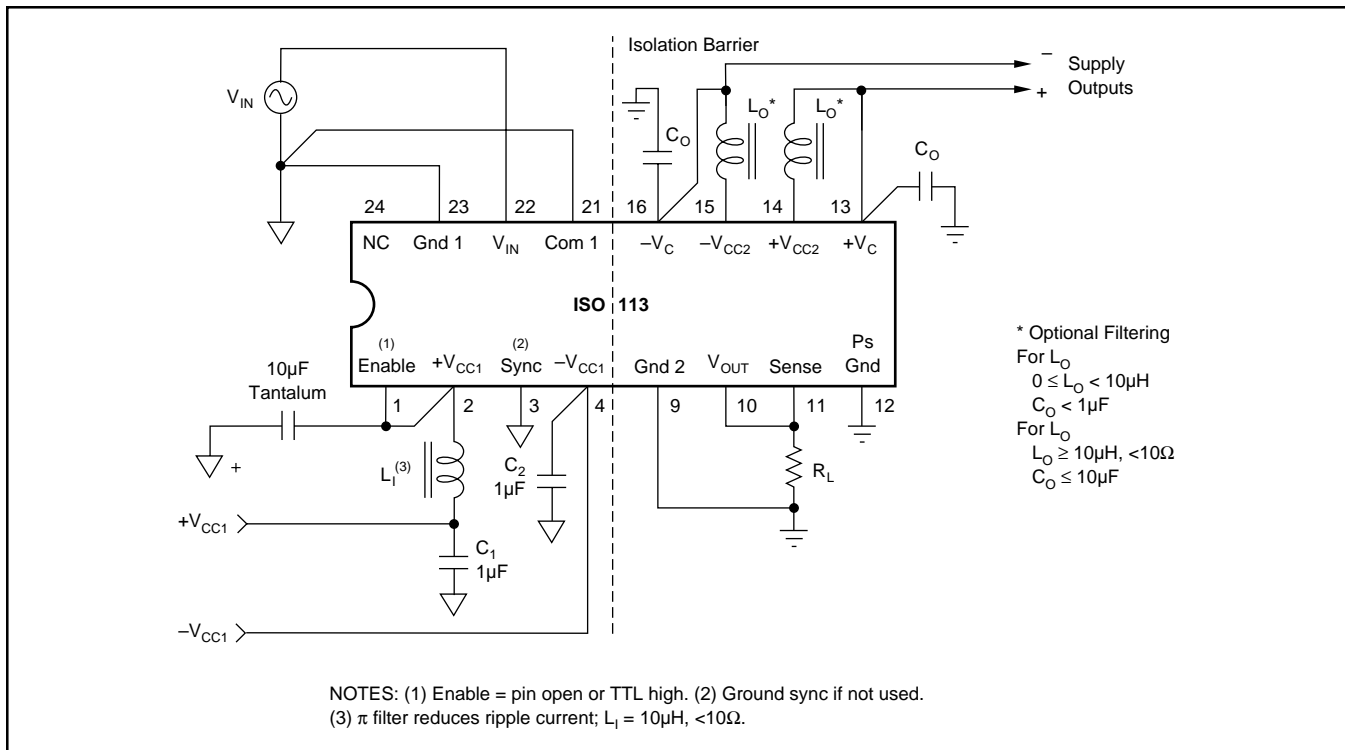 Isolation Barrier
– Supply
+ Outputs
V_IN
L_O* L_O*
C_O
C_O
24 23 22 21 16 15 14 13
NC Gnd 1 V_IN Com 1 –V_C –V_CC2 +V_CC2 +V_C
ISO 113
(1) (2) Ps
Enable +V_CC1 Sync –V_CC1 Gnd 2 V_OUT Sense Gnd
10µF
Tantalum
1 2 3 4 9 10 11 12
+
L_I(3)
C_2
1µF
R_L
+V_CC1
C_1
1µF
–V_CC1
* Optional Filtering
For L_O
0 ≤ L_O < 10µH
C_O < 1µF
For L_O
L_O ≥ 10µH, <10Ω
C_O ≤ 10µF
NOTES: (1) Enable = pin open or TTL high. (2) Ground sync if not used.
(3) π filter reduces ripple current; L_I = 10µH, <10Ω.